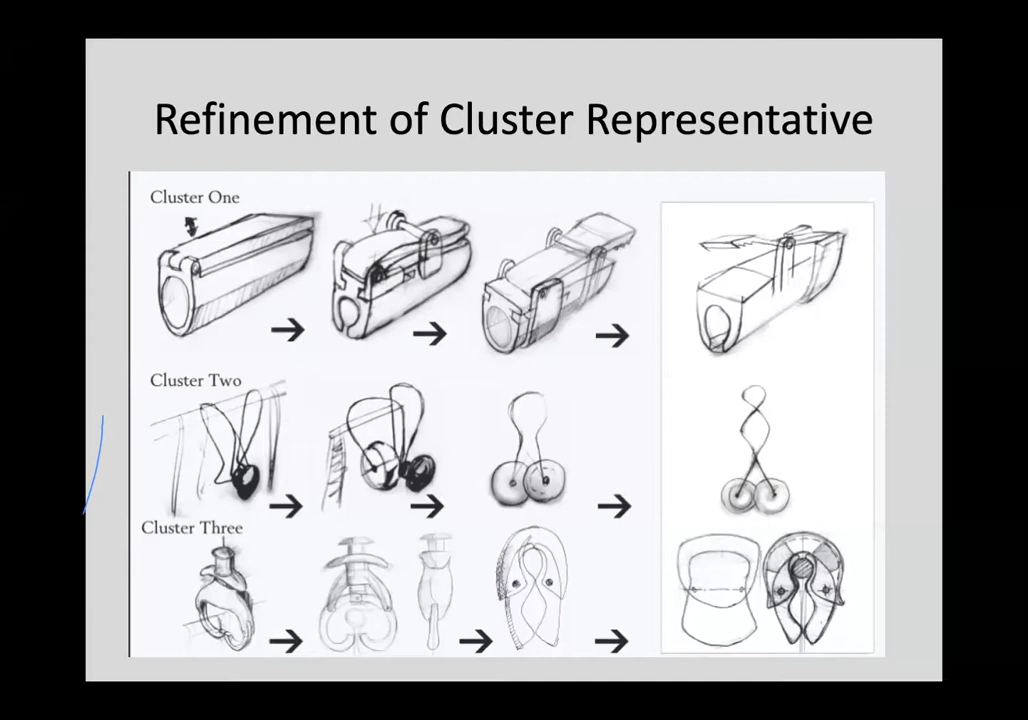 Refinement of Cluster Representative
Cluster One
Cluster Two
Cluster Three